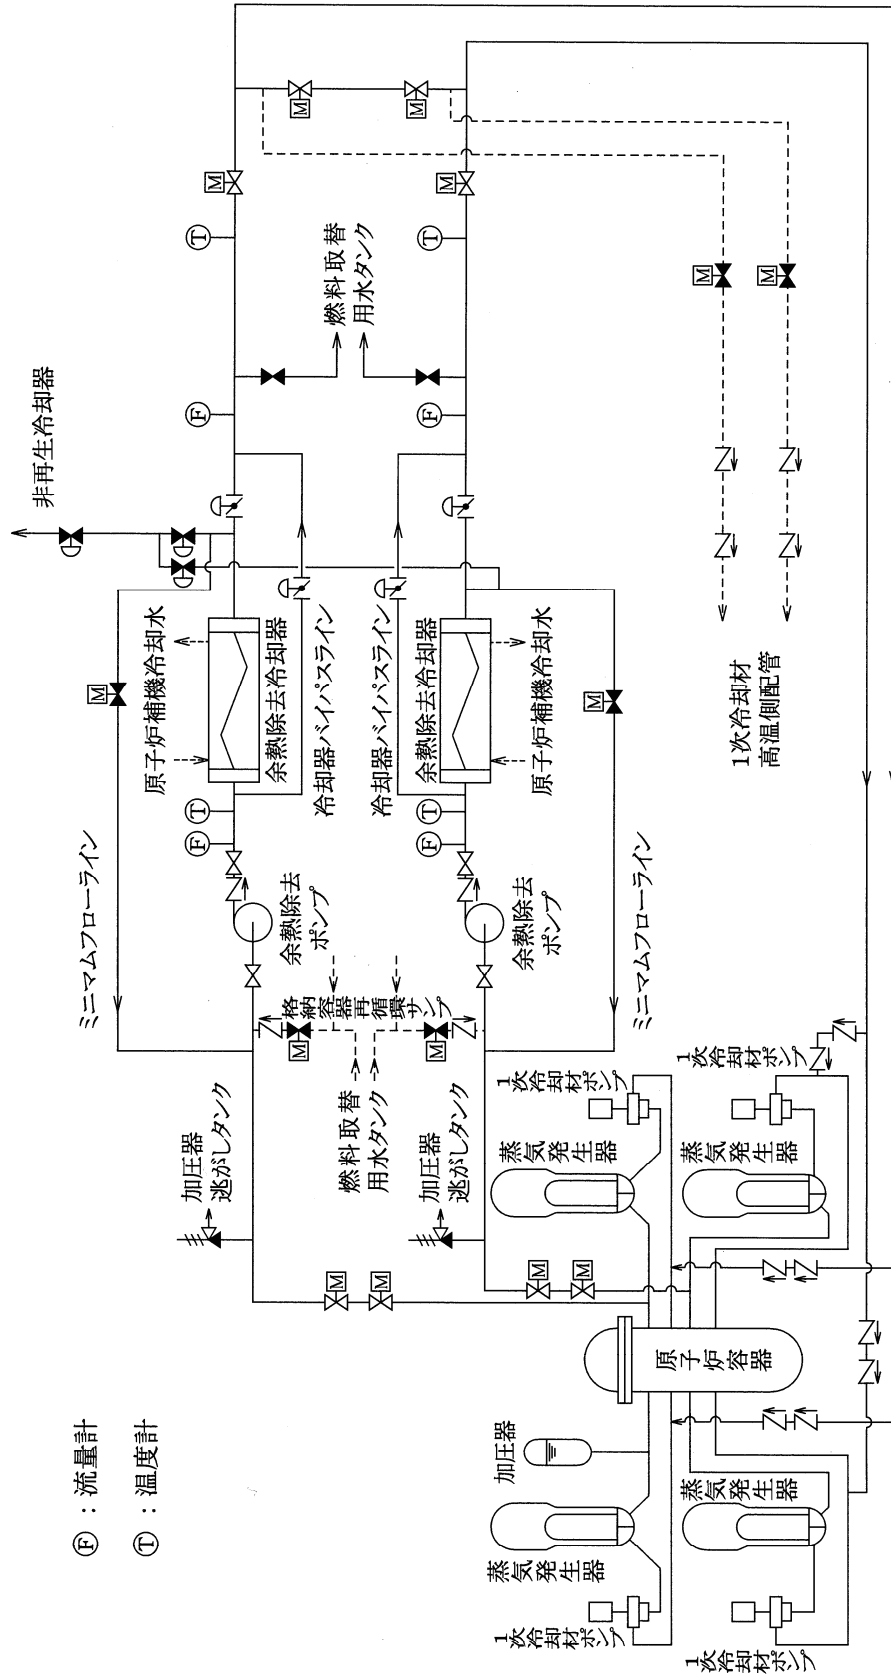 Ⓕ：流量計
Ⓣ：温度計
非再生冷却器
M
M
M
M
T
T
燃料取替
用水タンク
F
F
M
M
原子炉補機冷却水
余熱除去冷却器
冷却器バイパスライン
冷却器バイパスライン
余熱除去冷却器
原子炉補機冷却水
M
M
1次冷却材
高温側配管
T
F
T
F
ミニマムフローライン
ミニマムフローライン
余熱除去
ポンプ
余熱除去
ポンプ
格納容器再循環サンプ
M
M
燃料取替
用水タンク
加圧器
逃がしタンク
加圧器
逃がしタンク
M
M
M
M
1次冷却材ポンプ
蒸気発生器
1次冷却材ポンプ
蒸気発生器
原子炉容器
加圧器
蒸気発生器
1次冷却材ポンプ
蒸気発生器
1次冷却材ポンプ